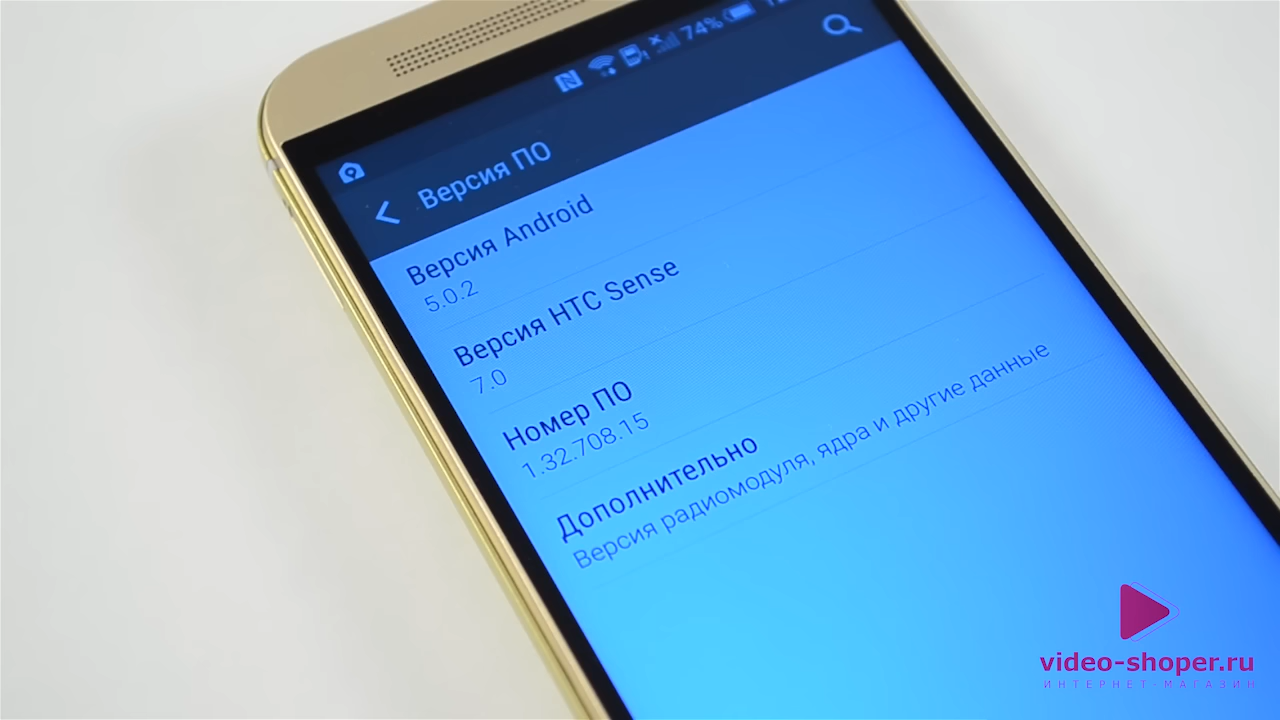 74%
Версия ПО
Версия Android
5.0.2
Версия HTC Sense
7.0
Номер ПО
1.32.708.15
Дополнительно
Версия радиомодуля, ядра и другие данные
video-shoper.ru
ИНТЕРНЕТ-МАГАЗИН